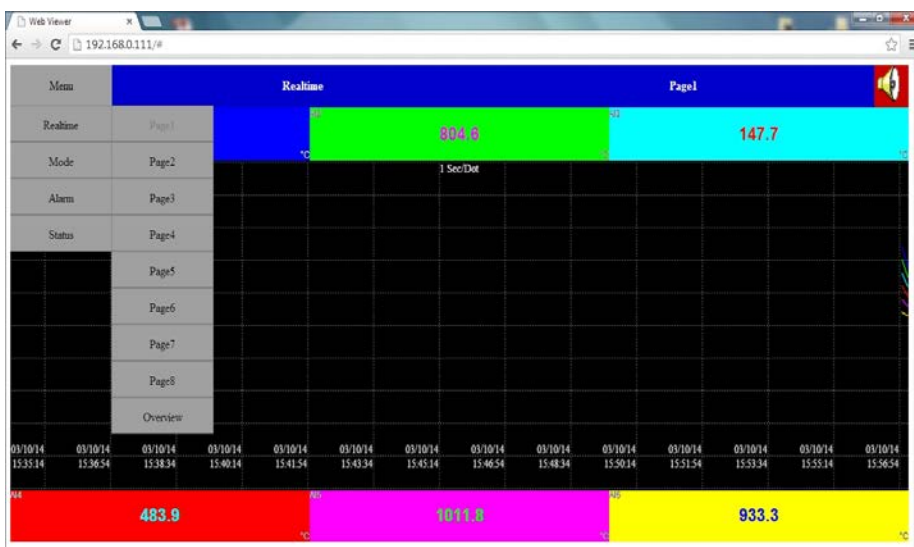 Web Viewer
192.168.0.111/#
Menu Realtime Page1
Realtime Page1 °C 804.6 147.7 °C
Mode Page2 1 Sec/Dot
Alarm Page3
Status Page4
Page5
Page6
Page7
Page8
Overview
03/10/14 03/10/14 03/10/14 03/10/14 03/10/14 03/10/14 03/10/14 03/10/14 03/10/14 03/10/14 03/10/14 03/10/14 03/10/14 03/10/14
15:35:14 15:36:54 15:38:34 15:40:14 15:41:54 15:43:34 15:45:14 15:46:54 15:48:34 15:50:14 15:51:54 15:53:34 15:55:14 15:56:54
AI4 AI5 AI6
483.9 1011.8 933.3
°C °C °C